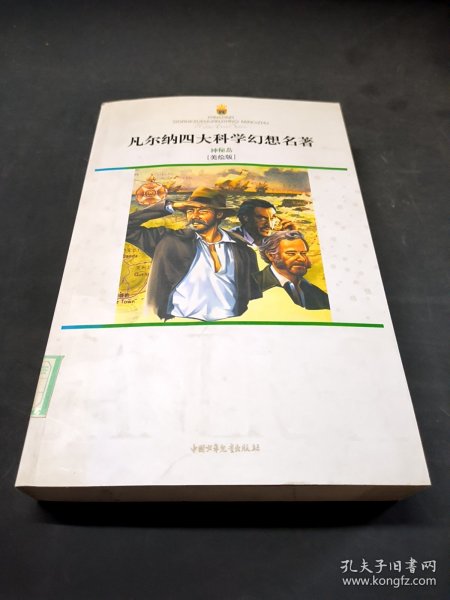 凡尔纳四大科学幻想名著
神秘岛
[美绘版]
中国少年儿童出版社
孔夫子旧书网
www.kongfz.com